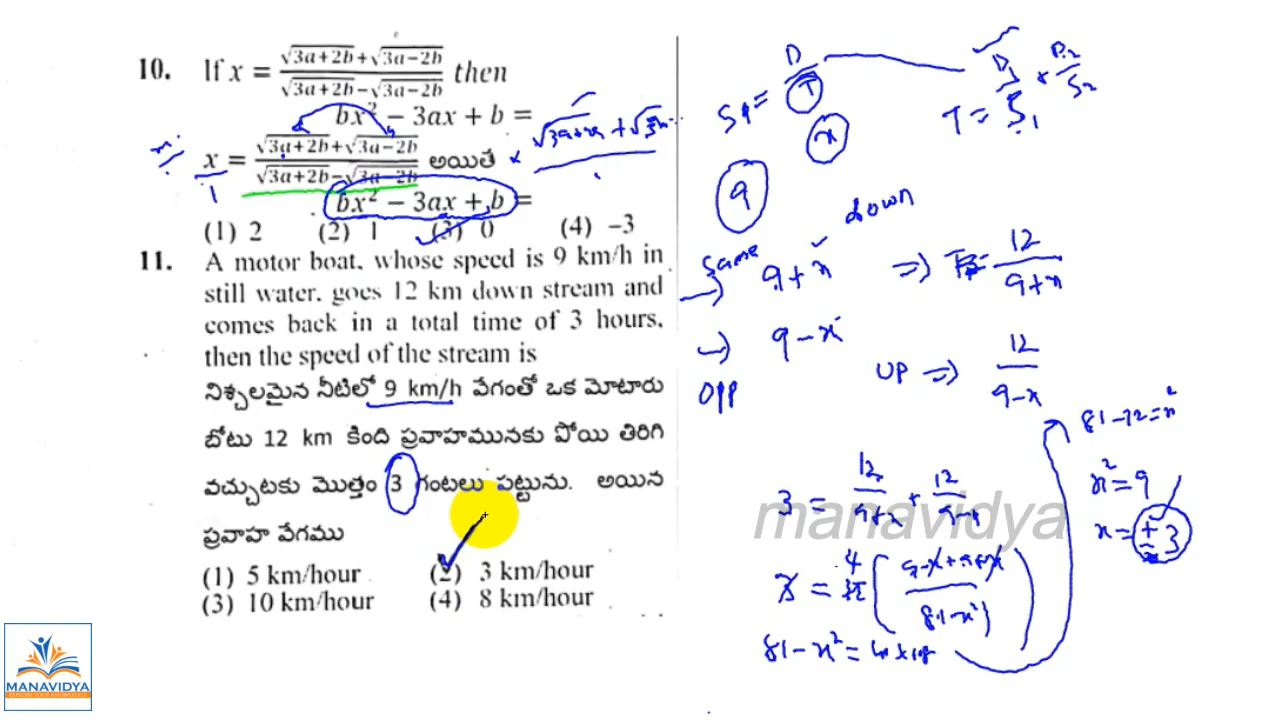 10. If x = √3a+2b+√3a−2b / √3a+2b−√3a−2b then
bx² − 3ax + b =
x = √3a+2b+√3a−2b / √3a+2b−√3a−2b అయితే
bx² − 3ax + b =
(1) 2 (2) 1 (3) 0 (4) −3
11. A motor boat, whose speed is 9 km/h in
still water, goes 12 km down stream and
comes back in a total time of 3 hours,
then the speed of the stream is
నిశ్చలమైన నీటిలో 9 km/h వేగంతో ఒక మోటారు
బోటు 12 km కింది ప్రవాహమునకు పోయి తిరిగి
వచ్చుటకు మొత్తం 3 గంటలు పట్టును. అయిన
ప్రవాహ వేగము
(1) 5 km/hour (2) 3 km/hour
(3) 10 km/hour (4) 8 km/hour
9
down
Same 9+x ⇒ 12/9+x
→ 9−x
opp
UP ⇒ 12/9−x
3 = 12/9+x + 12/9−x
81−x² = 4×18
81−72=x²
x²=9
x=±3
manavidya
MANAVIDYA